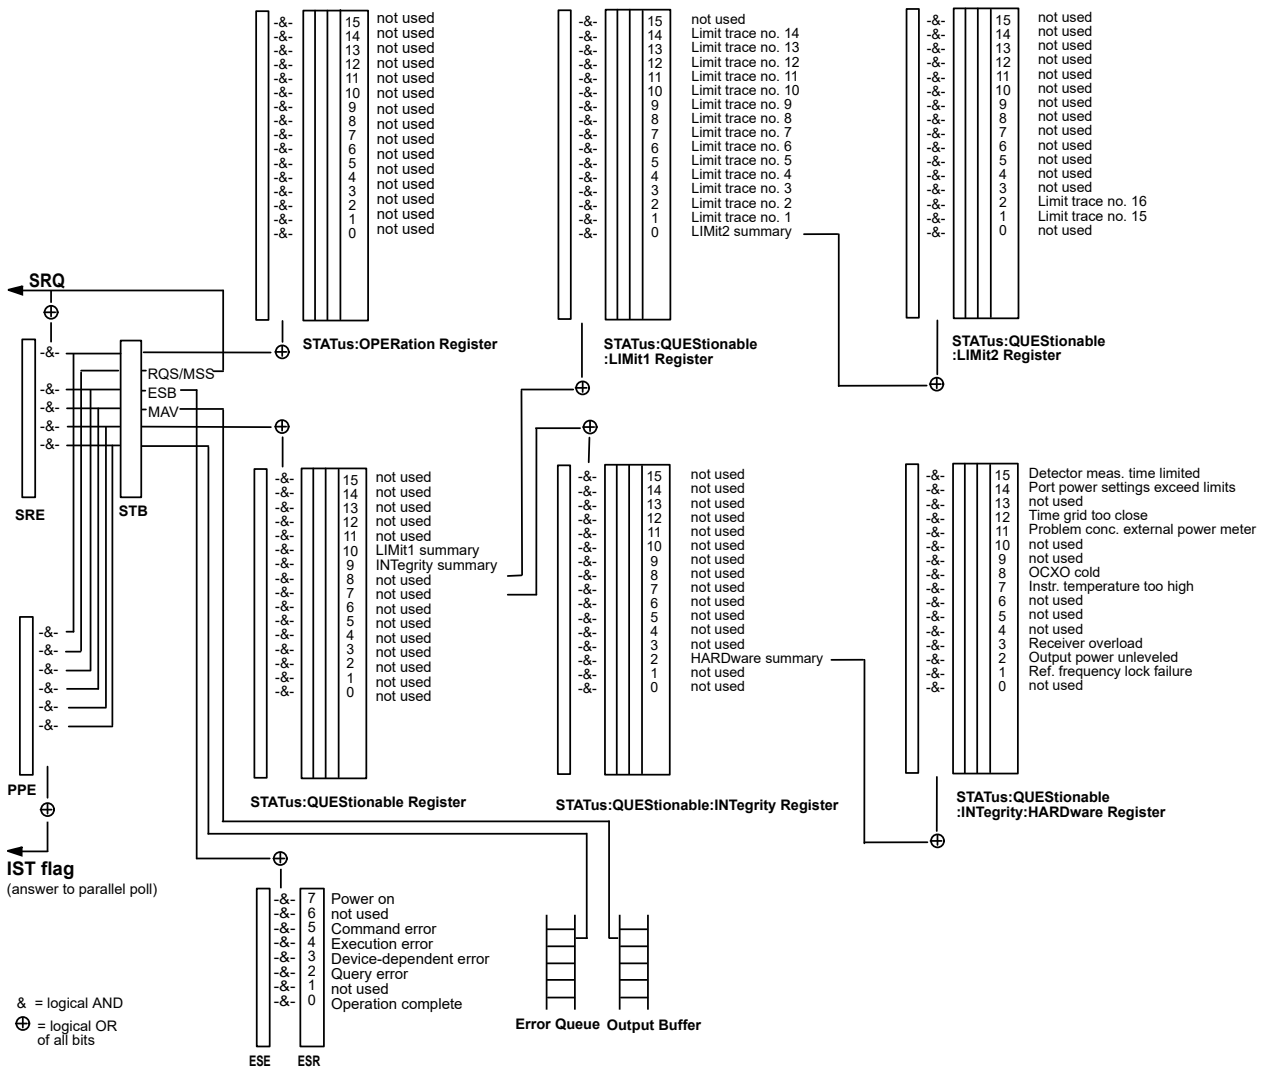 -&- 15 not used
-&- 14 not used
-&- 13 not used
-&- 12 not used
-&- 11 not used
-&- 10 not used
-&- 9 not used
-&- 8 not used
-&- 7 not used
-&- 6 not used
-&- 5 not used
-&- 4 not used
-&- 3 not used
-&- 2 not used
-&- 1 not used
-&- 0 not used
STATus:OPERation Register
-&- 15 not used
-&- 14 Limit trace no. 14
-&- 13 Limit trace no. 13
-&- 12 Limit trace no. 12
-&- 11 Limit trace no. 11
-&- 10 Limit trace no. 10
-&- 9 Limit trace no. 9
-&- 8 Limit trace no. 8
-&- 7 Limit trace no. 7
-&- 6 Limit trace no. 6
-&- 5 Limit trace no. 5
-&- 4 Limit trace no. 4
-&- 3 Limit trace no. 3
-&- 2 Limit trace no. 2
-&- 1 Limit trace no. 1
-&- 0 LIMit2 summary
STATus:QUEStionable
:LIMit1 Register
-&- 15 not used
-&- 14 not used
-&- 13 not used
-&- 12 not used
-&- 11 not used
-&- 10 not used
-&- 9 not used
-&- 8 not used
-&- 7 not used
-&- 6 not used
-&- 5 not used
-&- 4 not used
-&- 3 not used
-&- 2 Limit trace no. 16
-&- 1 Limit trace no. 15
-&- 0 not used
STATus:QUEStionable
:LIMit2 Register
SRQ
-&-
RQS/MSS
-&- ESB
-&- MAV
-&-
-&-
SRE
STB
-&- 15 not used
-&- 14 not used
-&- 13 not used
-&- 12 not used
-&- 11 not used
-&- 10 LIMit1 summary
-&- 9 INTegrity summary
-&- 8 not used
-&- 7 not used
-&- 6 not used
-&- 5 not used
-&- 4 not used
-&- 3 not used
-&- 2 not used
-&- 1 not used
-&- 0 not used
STATus:QUEStionable Register
-&- 15 not used
-&- 14 not used
-&- 13 not used
-&- 12 not used
-&- 11 not used
-&- 10 not used
-&- 9 not used
-&- 8 not used
-&- 7 not used
-&- 6 not used
-&- 5 not used
-&- 4 not used
-&- 3 not used
-&- 2 HARDware summary
-&- 1 not used
-&- 0 not used
STATus:QUEStionable:INTegrity Register
-&- 15 Detector meas. time limited
-&- 14 Port power settings exceed limits
-&- 13 not used
-&- 12 Time grid too close
-&- 11 Problem conc. external power meter
-&- 10 not used
-&- 9 not used
-&- 8 OCXO cold
-&- 7 Instr. temperature too high
-&- 6 not used
-&- 5 not used
-&- 4 not used
-&- 3 Receiver overload
-&- 2 Output power unleveled
-&- 1 Ref. frequency lock failure
-&- 0 not used
STATus:QUEStionable
:INTegrity:HARDware Register
-&-
-&-
-&-
-&-
-&-
-&-
PPE
IST flag
(answer to parallel poll)
-&- 7 Power on
-&- 6 not used
-&- 5 Command error
-&- 4 Execution error
-&- 3 Device-dependent error
-&- 2 Query error
-&- 1 not used
-&- 0 Operation complete
ESE ESR
Error Queue Output Buffer
& = logical AND
⊕ = logical OR
of all bits